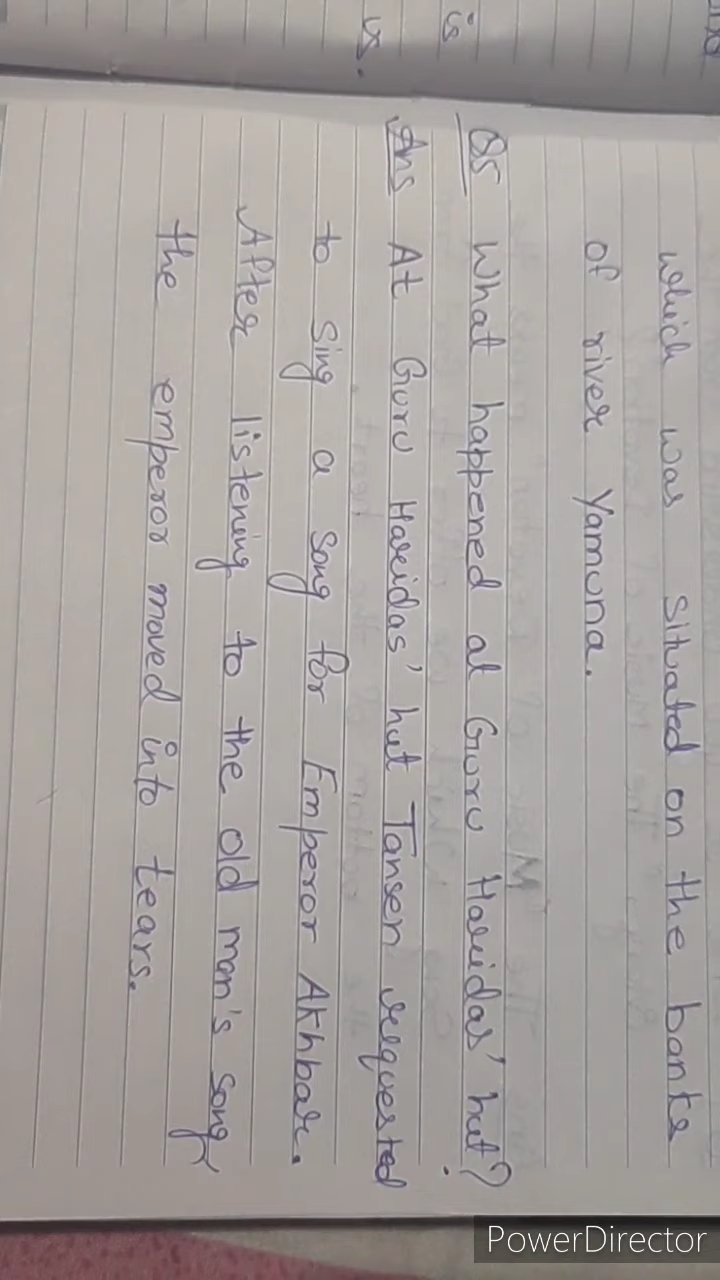 which was situated on the banks
of river Yamuna.
Q5 What happened at Guru Haridas' hut?
Ans At Guru Haridas' hut Tansen requested
to sing a song for Emperor Akhbar.
After listening to the old man's song
the emperor moved into tears.
is
us.
PowerDirector